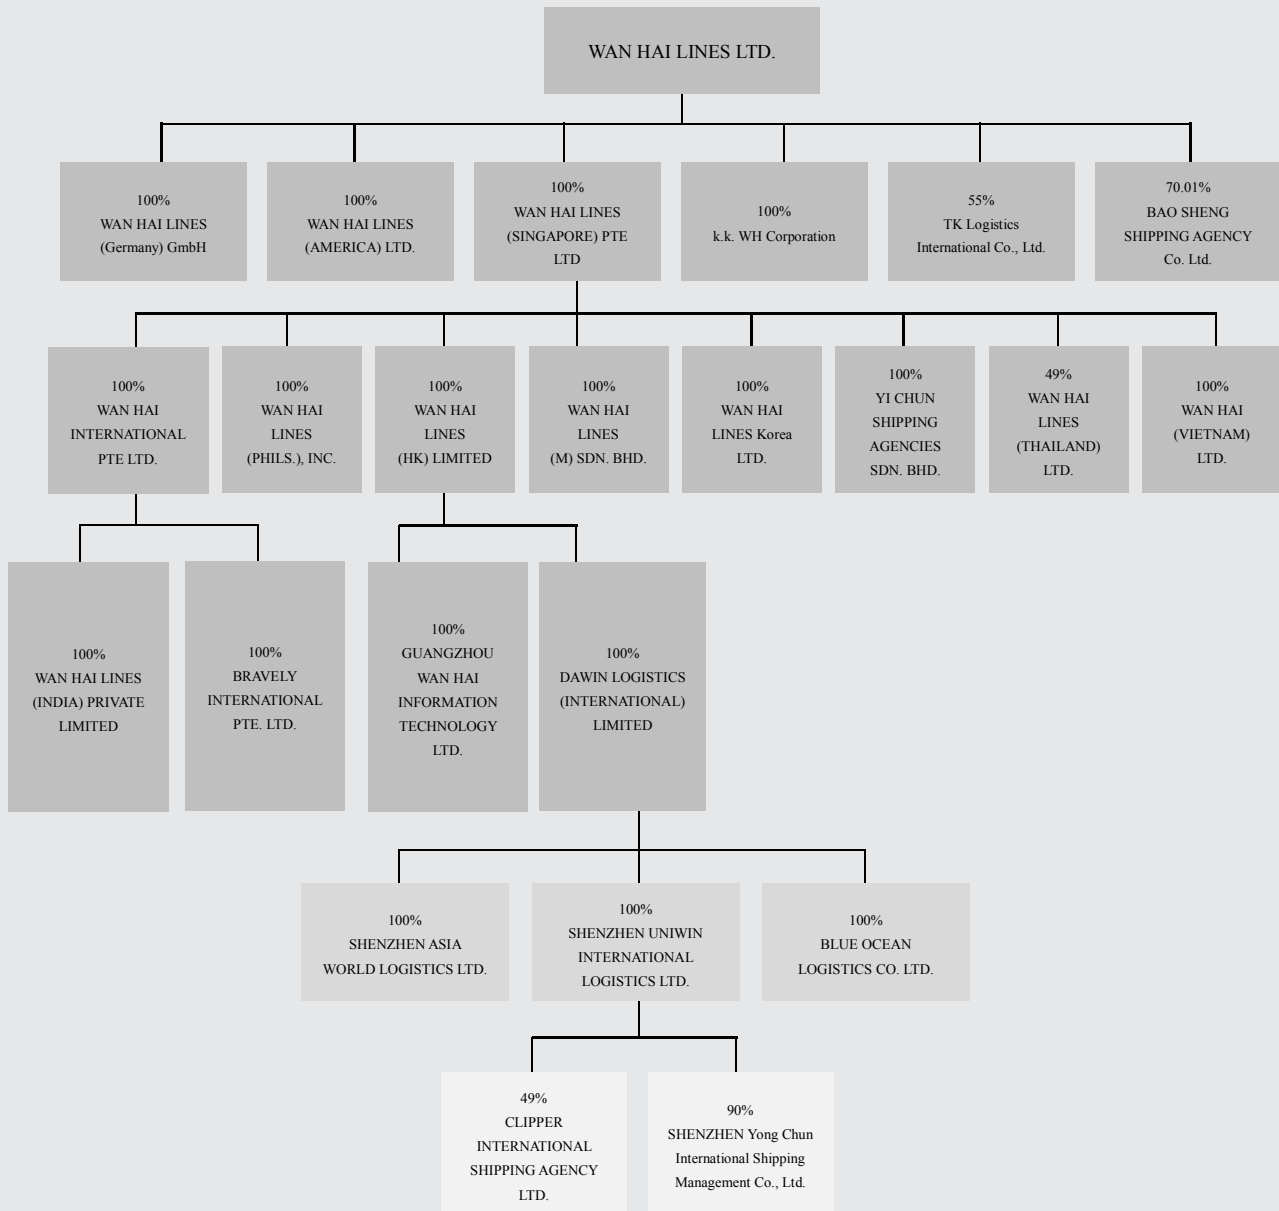 WAN HAI LINES LTD.
100%
WAN HAI LINES
(Germany) GmbH
100%
WAN HAI LINES
(AMERICA) LTD.
100%
WAN HAI LINES
(SINGAPORE) PTE
LTD
100%
k.k. WH Corporation
55%
TK Logistics
International Co., Ltd.
70.01%
BAO SHENG
SHIPPING AGENCY
Co. Ltd.
100%
WAN HAI
INTERNATIONAL
PTE LTD.
100%
WAN HAI
LINES
(PHILS.), INC.
100%
WAN HAI
LINES
(HK) LIMITED
100%
WAN HAI
LINES
(M) SDN. BHD.
100%
WAN HAI
LINES Korea
LTD.
100%
YI CHUN
SHIPPING
AGENCIES
SDN. BHD.
49%
WAN HAI
LINES
(THAILAND)
LTD.
100%
WAN HAI
(VIETNAM)
LTD.
100%
WAN HAI LINES
(INDIA) PRIVATE
LIMITED
100%
BRAVELY
INTERNATIONAL
PTE. LTD.
100%
GUANGZHOU
WAN HAI
INFORMATION
TECHNOLOGY
LTD.
100%
DAWIN LOGISTICS
(INTERNATIONAL)
LIMITED
100%
SHENZHEN ASIA
WORLD LOGISTICS LTD.
100%
SHENZHEN UNIWIN
INTERNATIONAL
LOGISTICS LTD.
100%
BLUE OCEAN
LOGISTICS CO. LTD.
49%
CLIPPER
INTERNATIONAL
SHIPPING AGENCY
LTD.
90%
SHENZHEN Yong Chun
International Shipping
Management Co., Ltd.